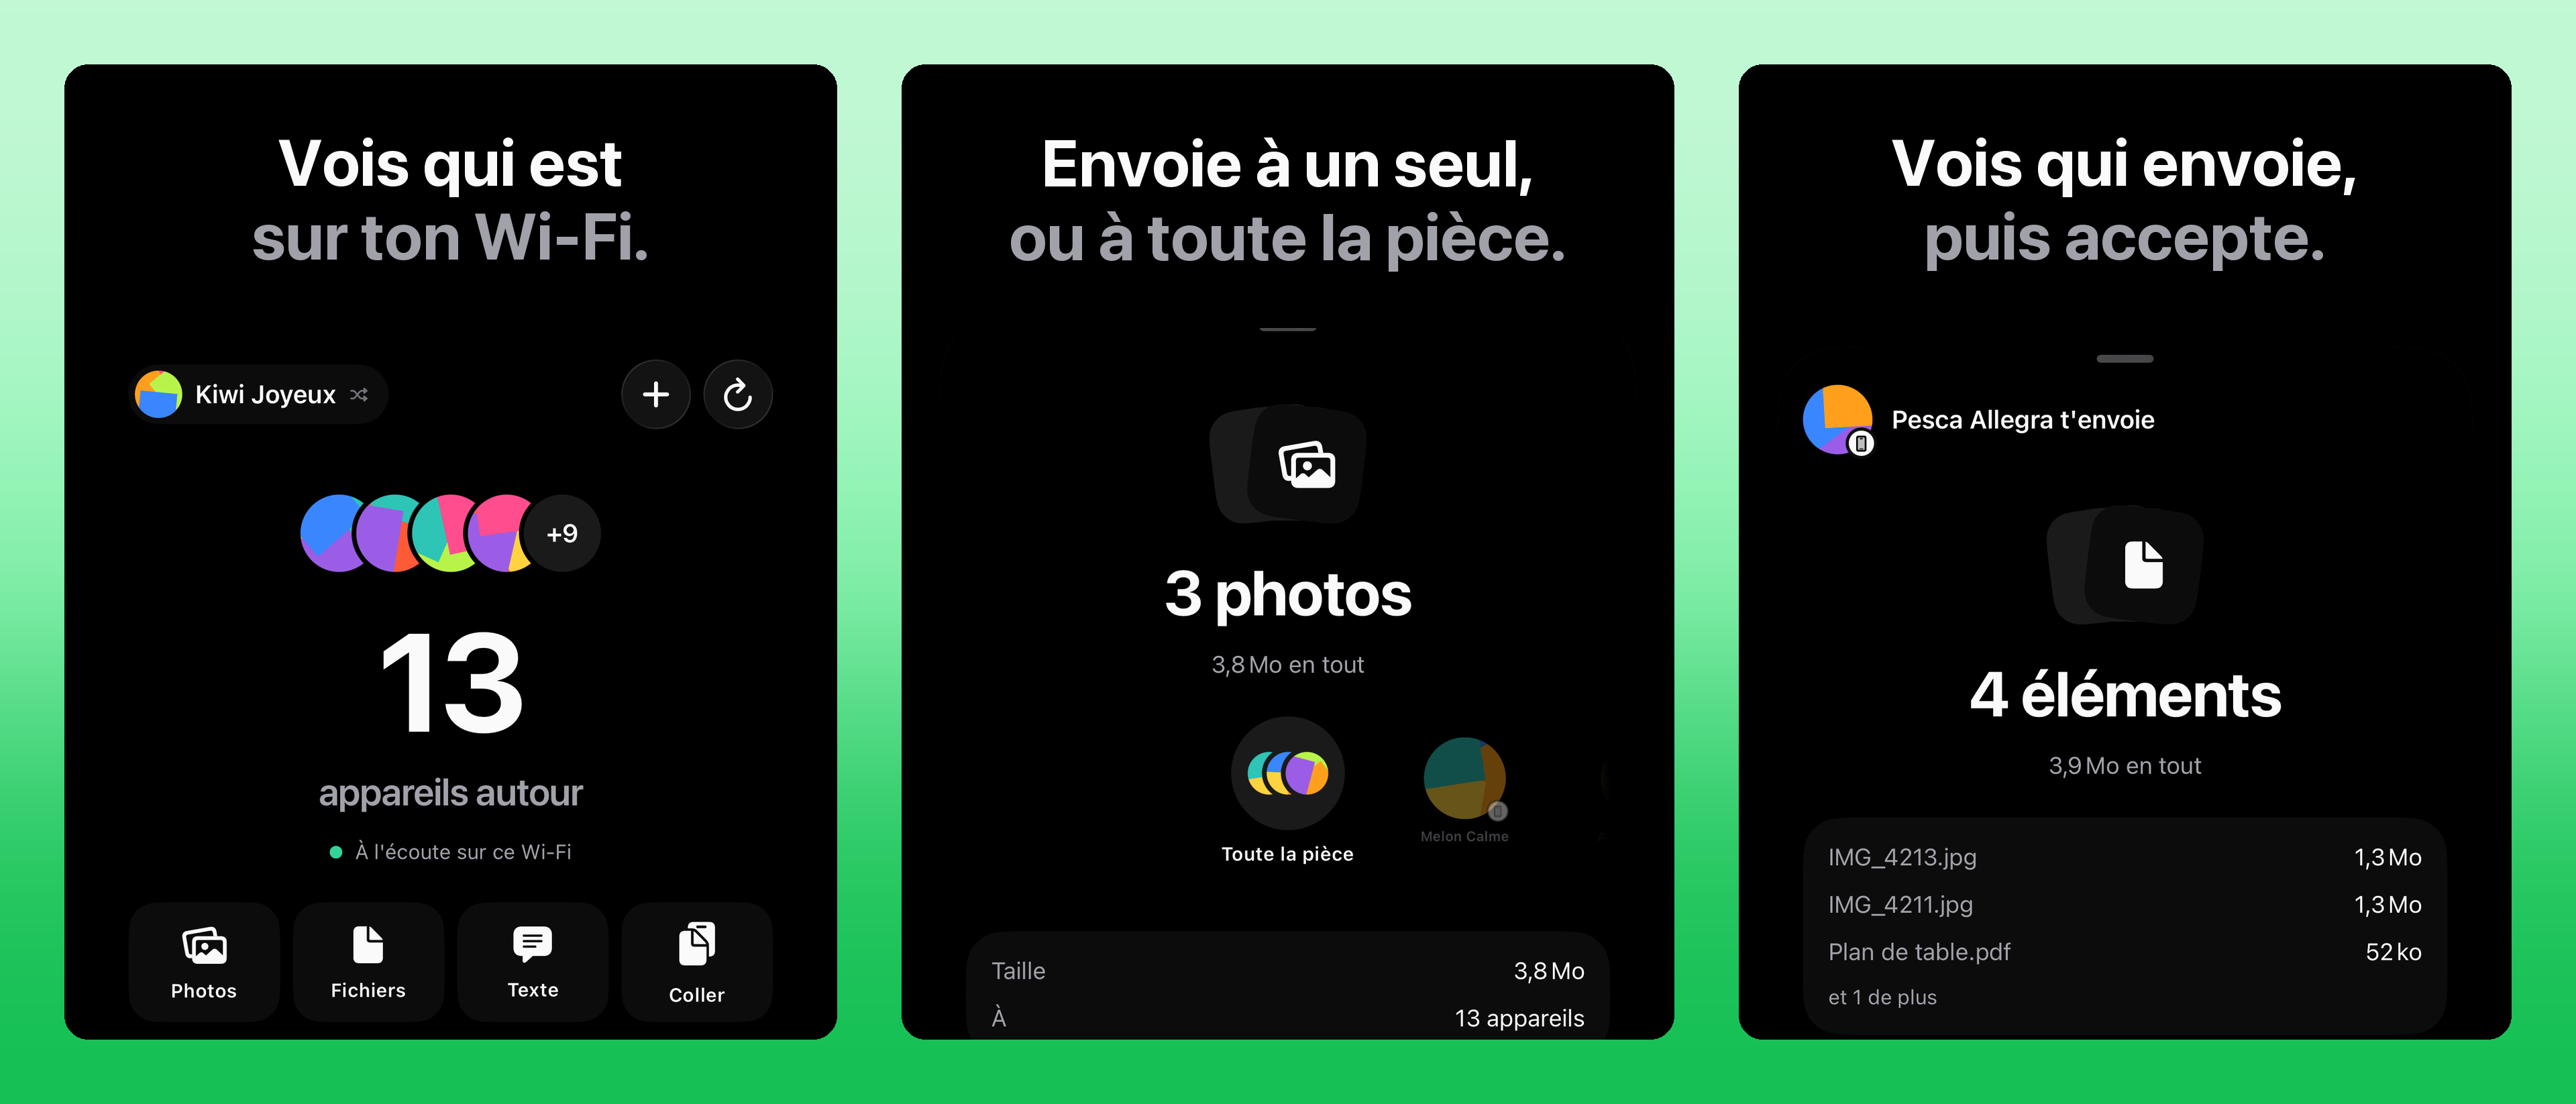 Vois qui est
sur ton Wi-Fi.
Kiwi Joyeux
+9
13
appareils autour
À l'écoute sur ce Wi-Fi
Photos
Fichiers
Texte
Coller
Envoie à un seul,
ou à toute la pièce.
3 photos
3,8 Mo en tout
Toute la pièce
Melon Calme
Taille 3,8 Mo
À 13 appareils
Vois qui envoie,
puis accepte.
Pesca Allegra t'envoie
4 éléments
3,9 Mo en tout
IMG_4213.jpg 1,3 Mo
IMG_4211.jpg 1,3 Mo
Plan de table.pdf 52 ko
et 1 de plus